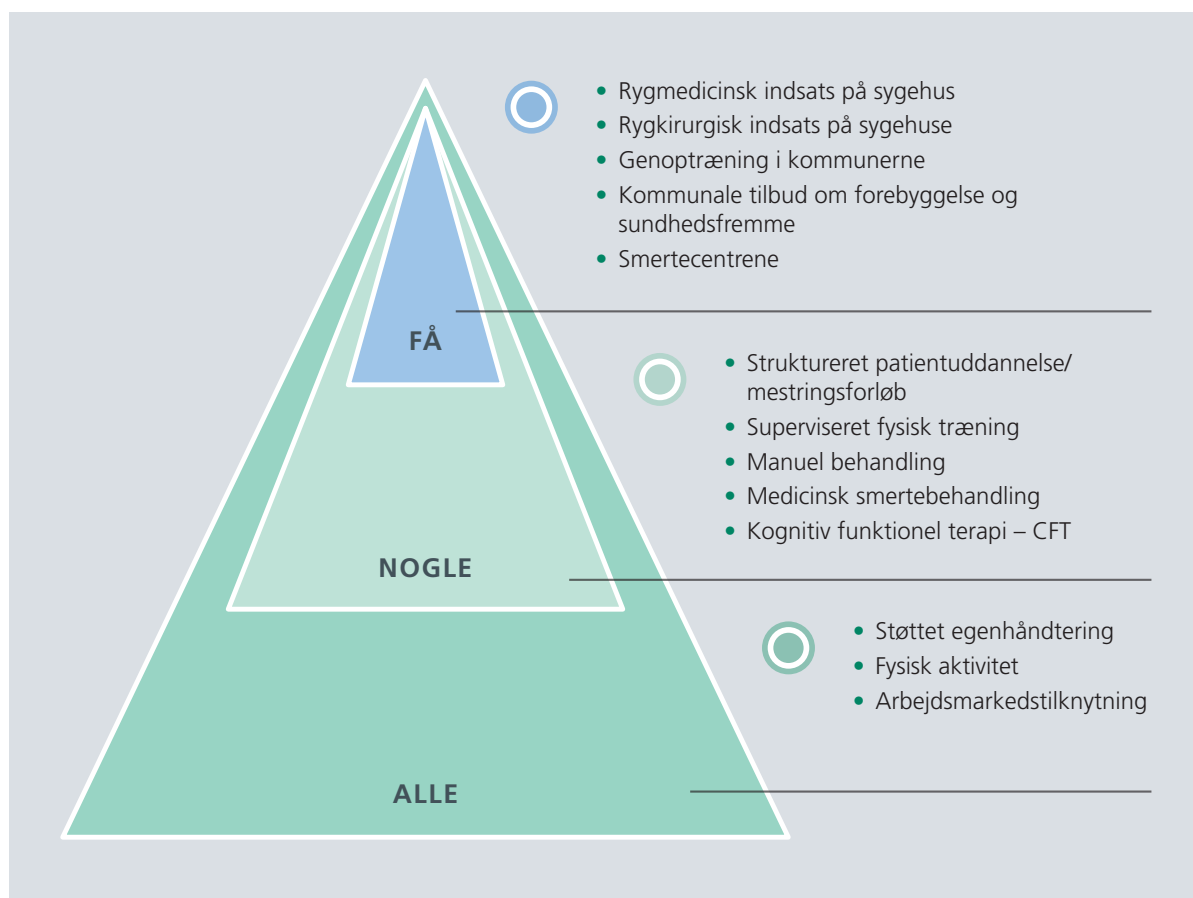 • Rygmedicinsk indsats på sygehus
• Rygkirurgisk indsats på sygehuse
• Genoptræning i kommunerne
• Kommunale tilbud om forebyggelse og
sundhedsfremme
• Smertecentrene
FÅ
• Struktureret patientuddannelse/
mestringsforløb
• Superviseret fysisk træning
• Manuel behandling
• Medicinsk smertebehandling
• Kognitiv funktionel terapi – CFT
NOGLE
• Støttet egenhåndtering
• Fysisk aktivitet
• Arbejdsmarkedstilknytning
ALLE